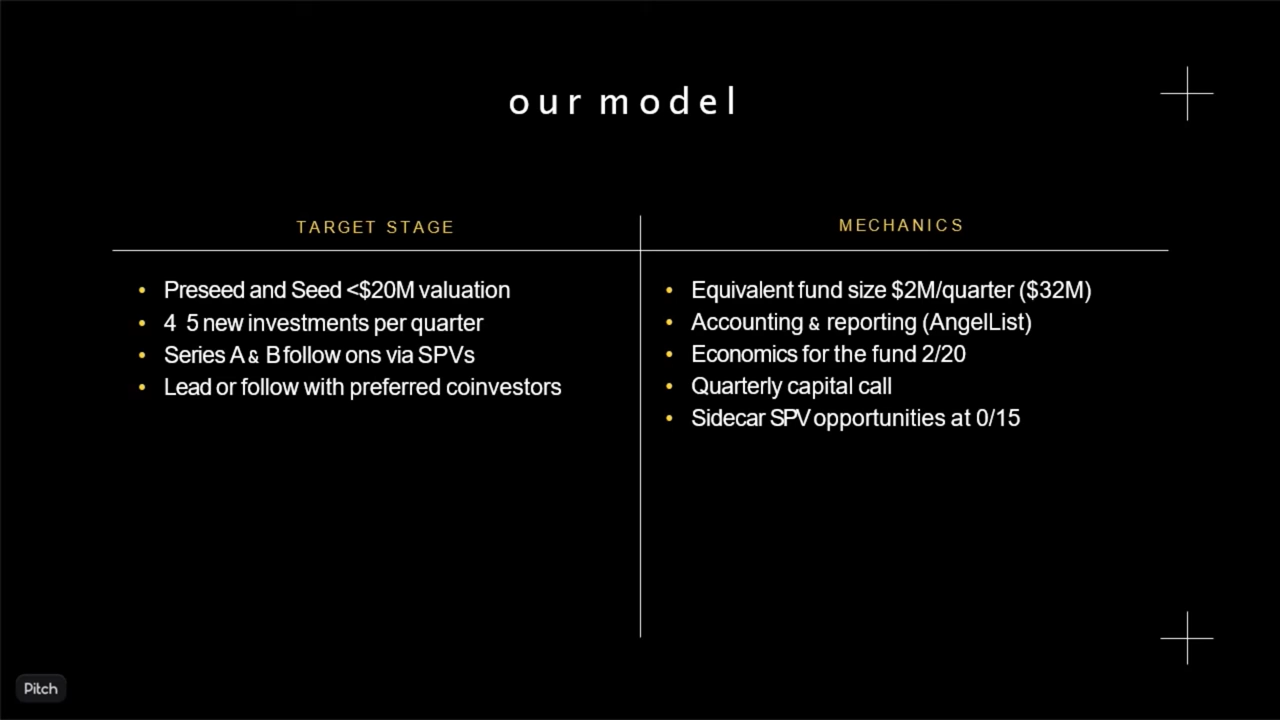 our model
TARGET STAGE
• Preseed and Seed <$20M valuation
• 4 5 new investments per quarter
• Series A & B follow ons via SPVs
• Lead or follow with preferred coinvestors
MECHANICS
• Equivalent fund size $2M/quarter ($32M)
• Accounting & reporting (AngelList)
• Economics for the fund 2/20
• Quarterly capital call
• Sidecar SPV opportunities at 0/15
Pitch